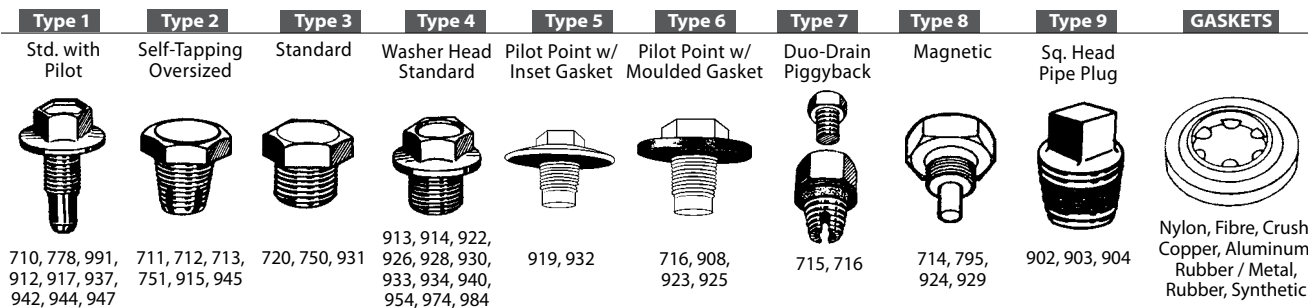 Type 1
Std. with
Pilot
710, 778, 991,
912, 917, 937,
942, 944, 947
Type 2
Self-Tapping
Oversized
711, 712, 713,
751, 915, 945
Type 3
Standard
720, 750, 931
Type 4
Washer Head
Standard
913, 914, 922,
926, 928, 930,
933, 934, 940,
954, 974, 984
Type 5
Pilot Point w/
Inset Gasket
919, 932
Type 6
Pilot Point w/
Moulded Gasket
716, 908,
923, 925
Type 7
Duo-Drain
Piggyback
715, 716
Type 8
Magnetic
714, 795,
924, 929
Type 9
Sq. Head
Pipe Plug
902, 903, 904
GASKETS
Nylon, Fibre, Crush
Copper, Aluminum
Rubber / Metal,
Rubber, Synthetic